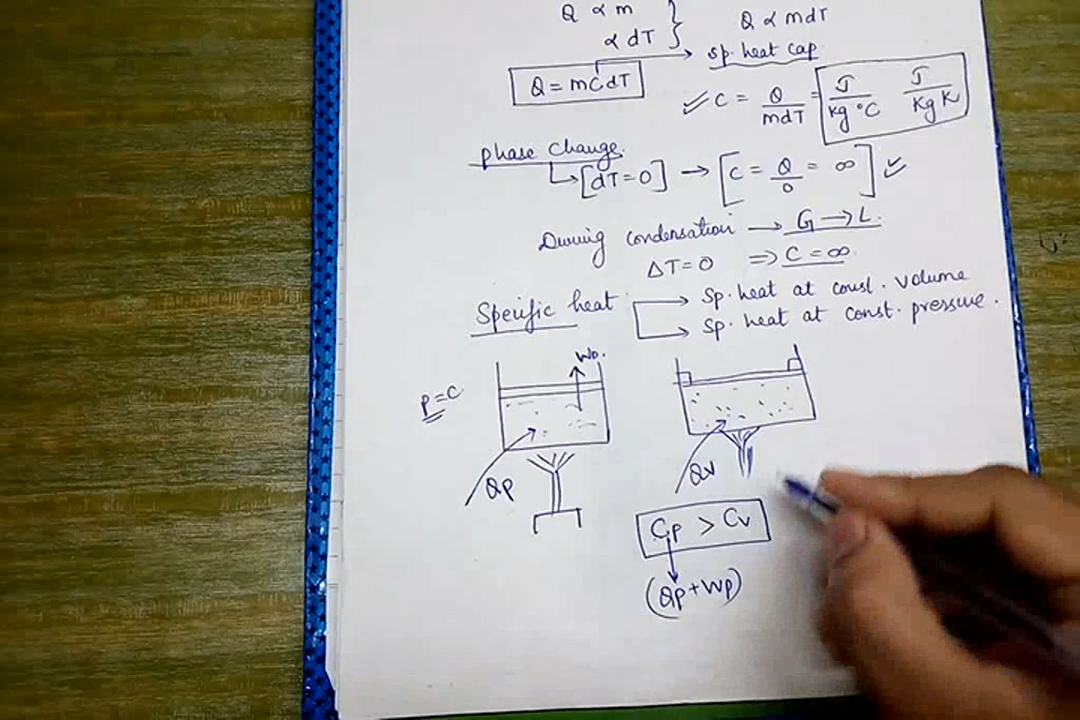 Q ∝ m
∝ dT } Q ∝ mdT
Q = mCdT → sp. heat cap
C = Q/mdT = J/kg °C J/Kg K
phase change
[dT = 0] → [C = Q/0 = ∞]
During condensation → G → L.
ΔT = 0 ⇒ C = ∞
Specific heat → Sp. heat at const. volume
→ Sp. heat at const. pressure.
WD.
P = C
Qp
Qv
Cp > Cv
(Qp + Wp)